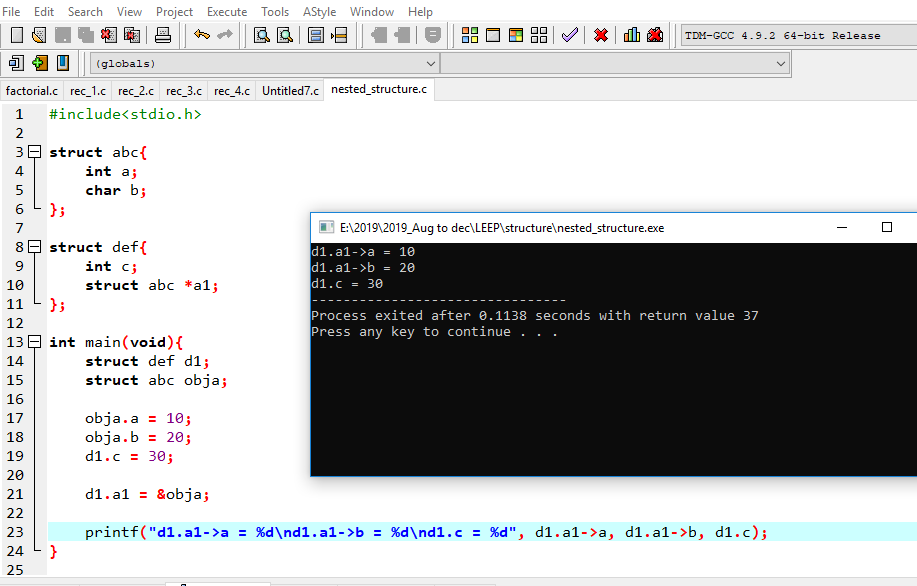 File Edit Search View Project Execute Tools AStyle Window Help
TDM-GCC 4.9.2 64-bit Release
(globals)
factorial.c rec_1.c rec_2.c rec_3.c rec_4.c Untitled7.c nested_structure.c
1 #include<stdio.h>
2
3 struct abc{
4 int a;
5 char b;
6 };
7
8 struct def{
9 int c;
10 struct abc *a1;
11 };
12
13 int main(void){
14 struct def d1;
15 struct abc obja;
16
17 obja.a = 10;
18 obja.b = 20;
19 d1.c = 30;
20
21 d1.a1 = &obja;
22
23 printf("d1.a1->a = %d\nd1.a1->b = %d\nd1.c = %d", d1.a1->a, d1.a1->b, d1.c);
24 }
25
E:\2019\2019_Aug to dec\LEEP\structure\nested_structure.exe
d1.a1->a = 10
d1.a1->b = 20
d1.c = 30
--------------------------------
Process exited after 0.1138 seconds with return value 37
Press any key to continue . . .